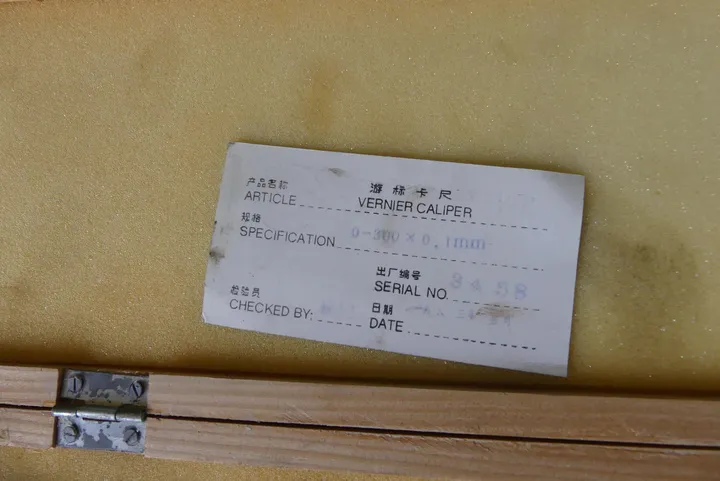 产品名称 游标卡尺
ARTICLE VERNIER CALIPER
规格
SPECIFICATION 0-300×0.1mm
出厂编号
SERIAL NO. 3458
检验员 日期
CHECKED BY: DATE